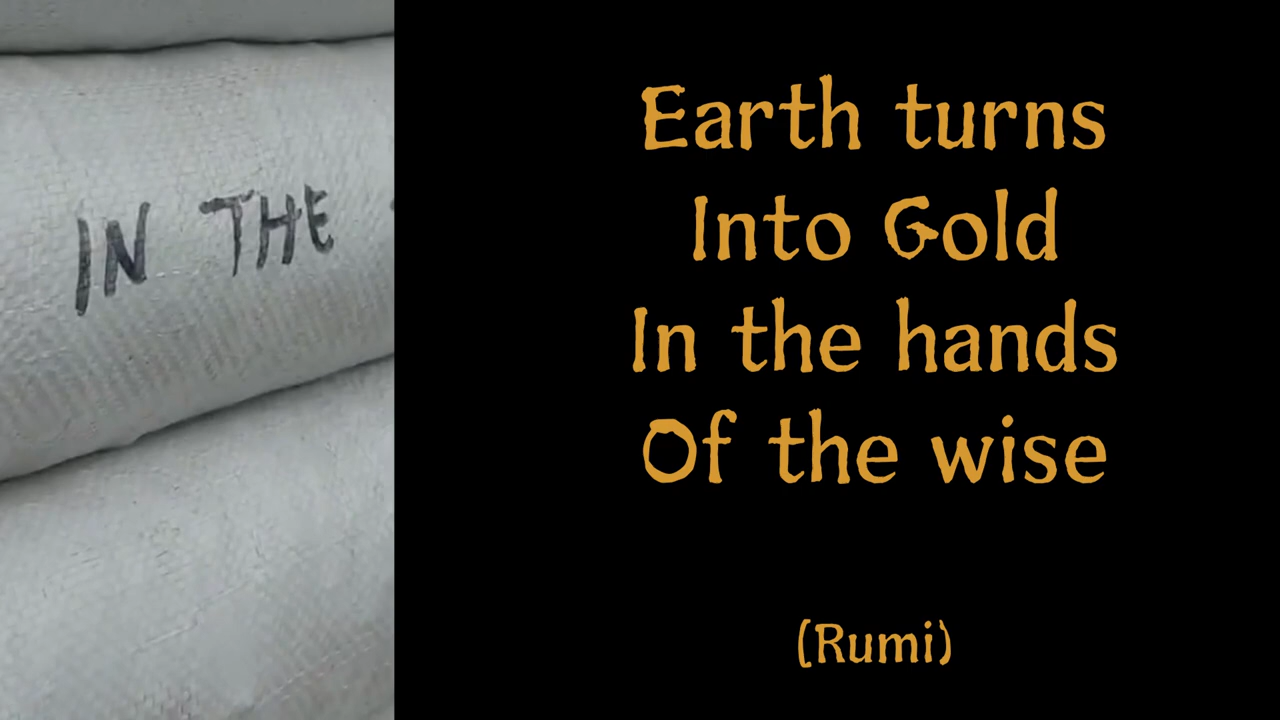 IN THE
Earth turns
Into Gold
In the hands
Of the wise
(Rumi)